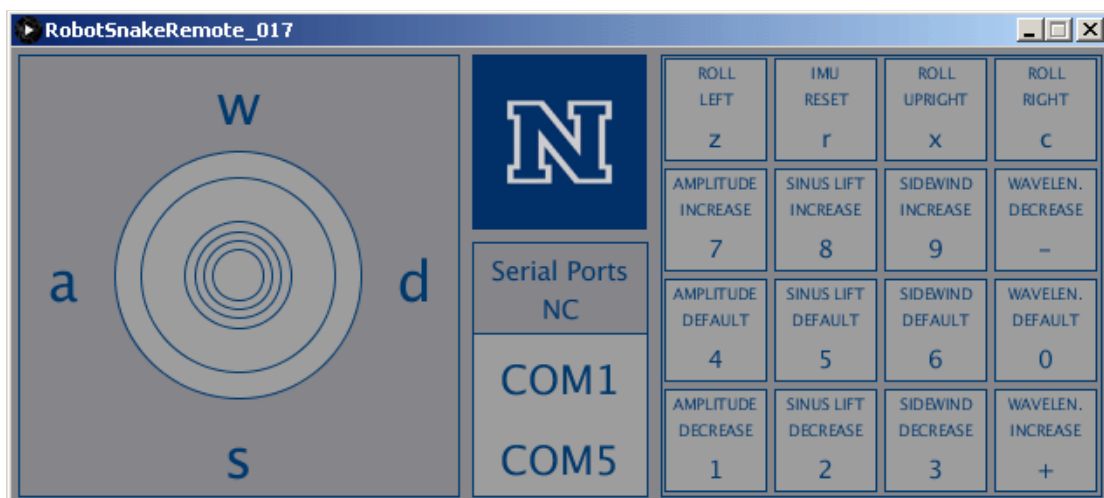 RobotSnakeRemote_017
w
a
d
s
N
Serial Ports
NC
COM1
COM5
ROLL
LEFT
z
IMU
RESET
r
ROLL
UPRIGHT
x
ROLL
RIGHT
c
AMPLITUDE
INCREASE
7
SINUS LIFT
INCREASE
8
SIDEWIND
INCREASE
9
WAVELEN.
DECREASE
-
AMPLITUDE
DEFAULT
4
SINUS LIFT
DEFAULT
5
SIDEWIND
DEFAULT
6
WAVELEN.
DEFAULT
0
AMPLITUDE
DECREASE
1
SINUS LIFT
DECREASE
2
SIDEWIND
DECREASE
3
WAVELEN.
INCREASE
+